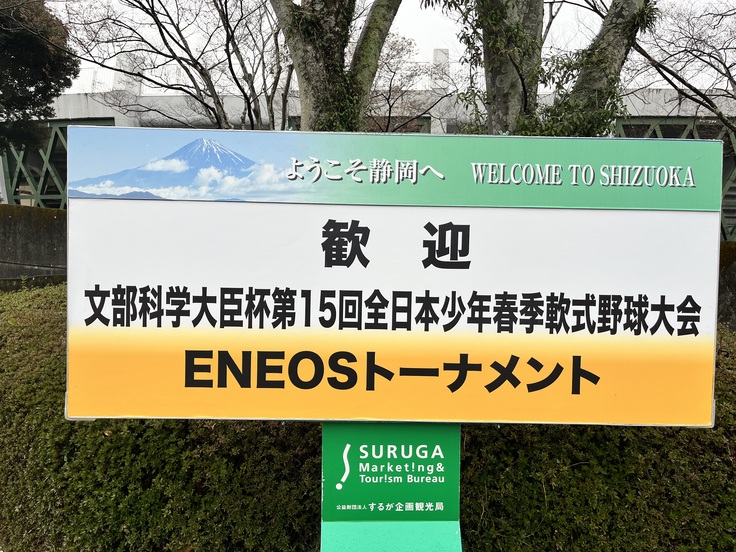 ようこそ静岡へ WELCOME TO SHIZUOKA
歓 迎
文部科学大臣杯第15回全日本少年春季軟式野球大会
ENEOSトーナメント
SURUGA
Market!ng&
Tour!sm Bureau
公益財団法人 するが企画観光局